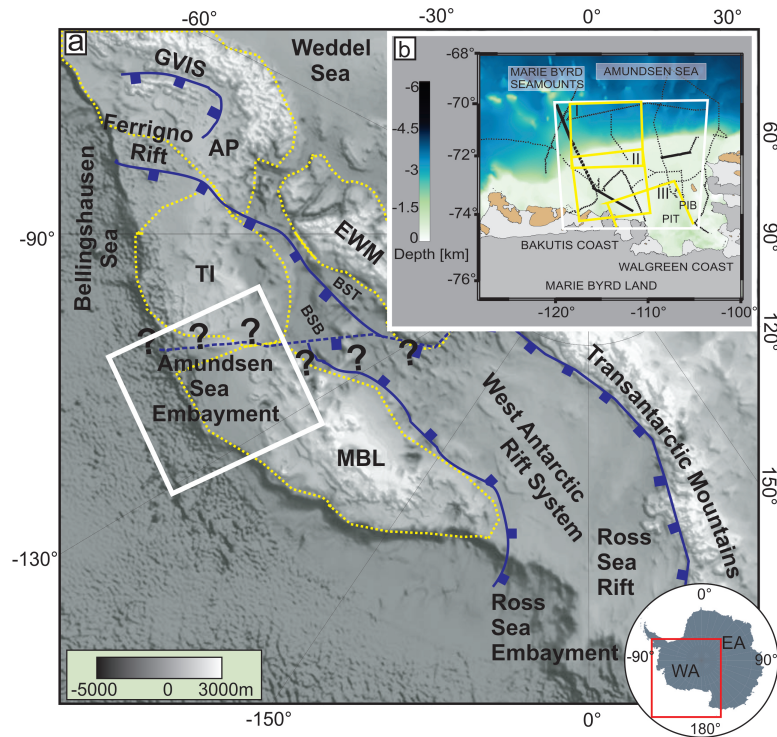 -60°
-30°
0°
30°
a
GVIS
Weddel
Sea
AP
Ferrigno
Rift
Bellingshausen
Sea
-90°
EWM
TI
BST
BSB
? ? ? ? ? ?
Amundsen
Sea
Embayment
MBL
West Antarctic
Rift System
Transantarctic Mountains
Ross
Sea
Rift
Ross
Sea
Embayment
-130°
-150°
0°
60°
90°
120°
150°
-5000 0 3000m
b
-68°
-70°
-72°
-74°
-76°
-6
-4.5
-3
-1.5
0
Depth [km]
MARIE BYRD
SEAMOUNTS
AMUNDSEN SEA
I
II
III
PIB
PIT
BAKUTIS COAST
WALGREEN COAST
MARIE BYRD LAND
-120°
-110°
-100°
0°
EA
-90°
90°
WA
180°